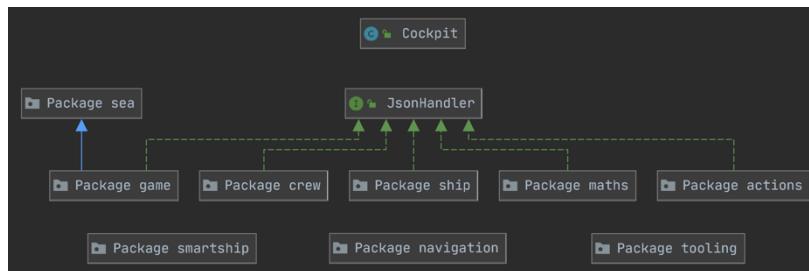 Cockpit
Package sea
JsonHandler
Package game
Package crew
Package ship
Package maths
Package actions
Package smartship
Package navigation
Package tooling